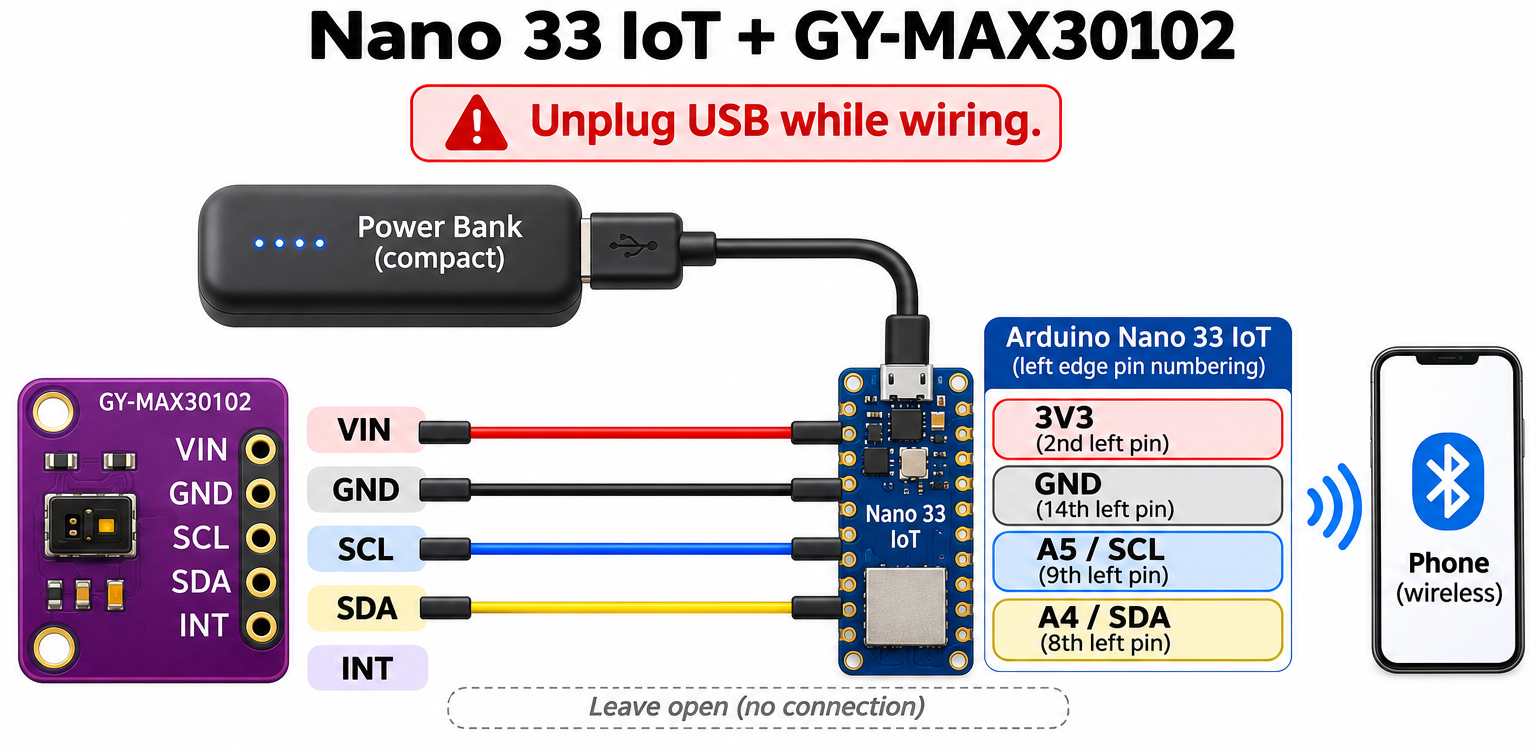 Nano 33 IoT + GY-MAX30102
Unplug USB while wiring.
Power Bank
(compact)
Arduino Nano 33 IoT
(left edge pin numbering)
GY-MAX30102
VIN
GND
SCL
SDA
INT
VIN
GND
SCL
SDA
INT
Nano 33
IoT
3V3
(2nd left pin)
GND
(14th left pin)
A5 / SCL
(9th left pin)
A4 / SDA
(8th left pin)
Phone
(wireless)
Leave open (no connection)